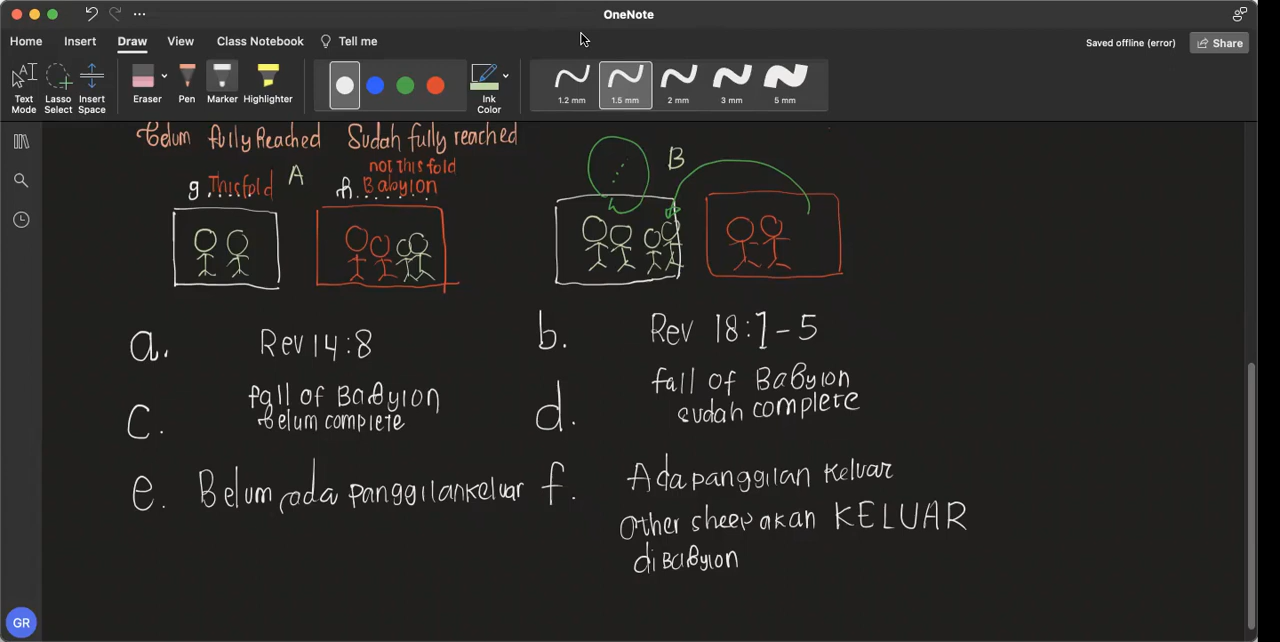 OneNote
Home Insert Draw View Class Notebook Tell me
Saved offline (error) Share
Text Mode
Lasso Select
Insert Space
Eraser
Pen
Marker
Highlighter
Ink Color
1.2 mm
1.5 mm
2 mm
3 mm
5 mm
belum fully Reached Sudah fully reached
g. This fold A
not this fold
h. Babylon
B
a. Rev 14:8
b. Rev 18:1-5
c. fall of Babylon
belum complete
d. fall of Babylon
sudah complete
e. Belum ada panggilan keluar
f. Ada panggilan keluar
Other sheep akan KELUAR
di Babylon
GR